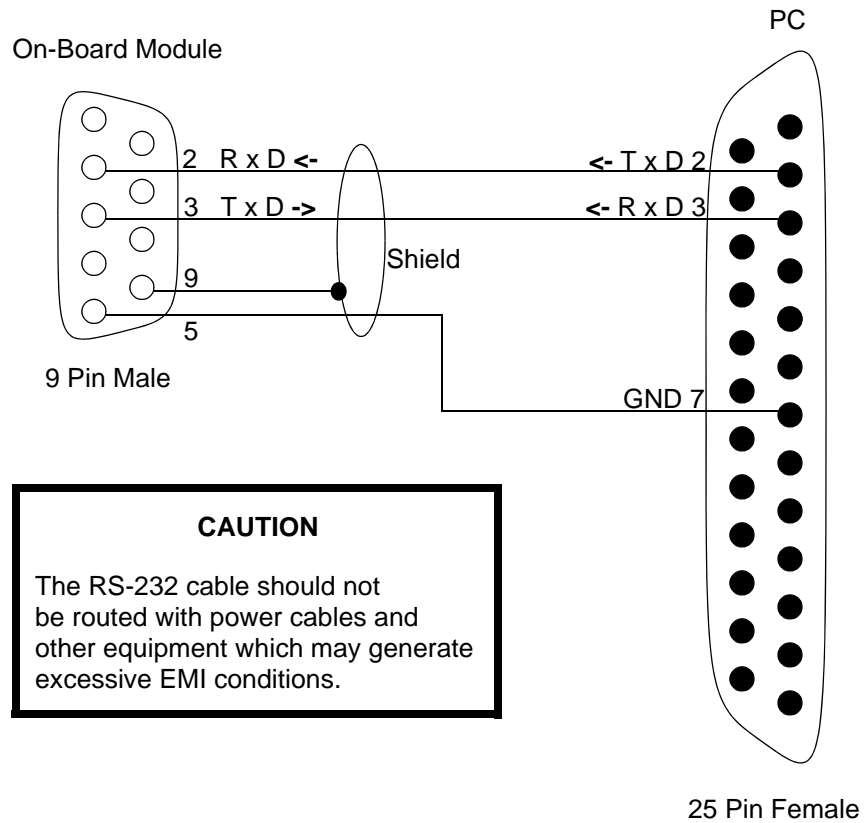 PC
On-Board Module
2 R x D <- <- T x D 2
3 T x D -> <- R x D 3
Shield
9
5
9 Pin Male
GND 7
CAUTION
The RS-232 cable should not
be routed with power cables and
other equipment which may generate
excessive EMI conditions.
25 Pin Female